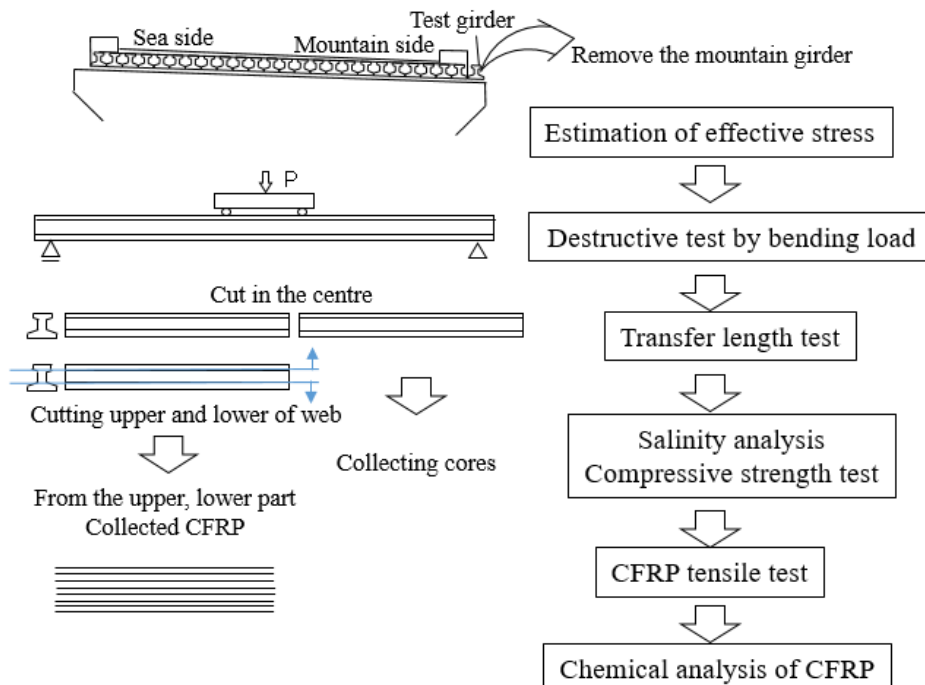 Test girder
Sea side
Mountain side
Remove the mountain girder
P
Cut in the centre
Cutting upper and lower of web
Collecting cores
From the upper, lower part
Collected CFRP
Estimation of effective stress
Destructive test by bending load
Transfer length test
Salinity analysis
Compressive strength test
CFRP tensile test
Chemical analysis of CFRP